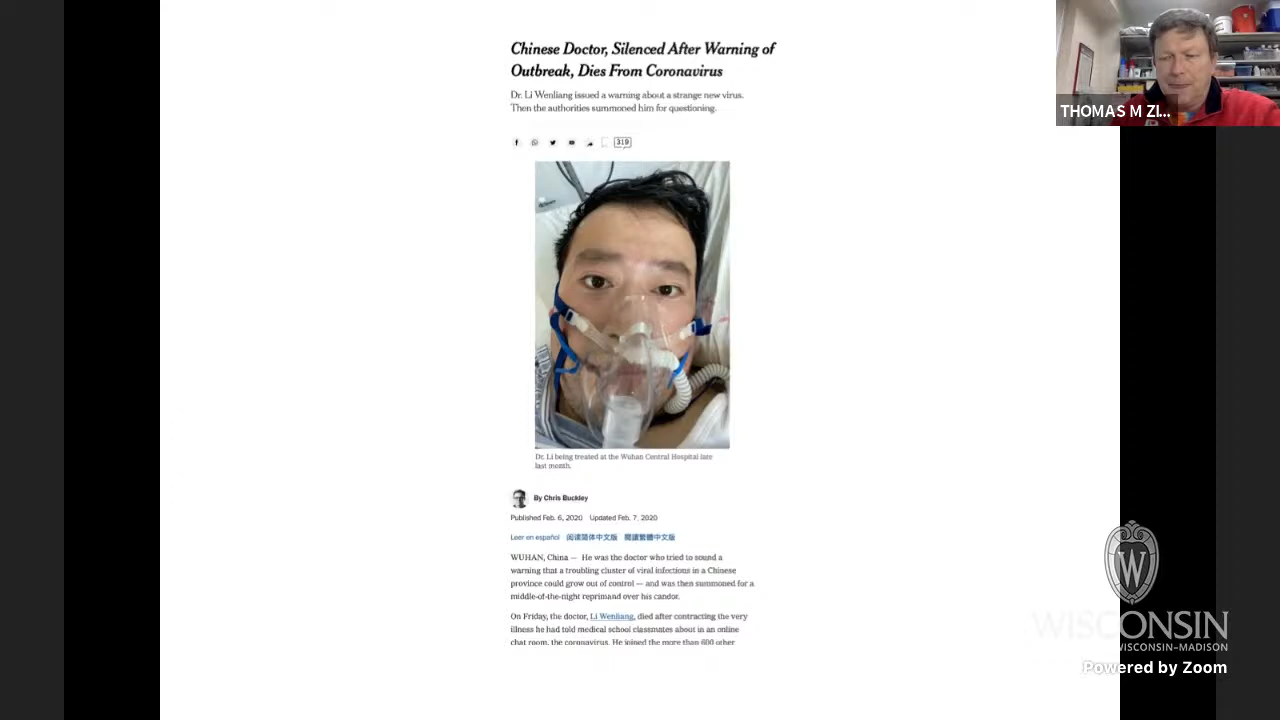 Chinese Doctor, Silenced After Warning of
Outbreak, Dies From Coronavirus
Dr. Li Wenliang issued a warning about a strange new virus.
Then the authorities summoned him for questioning.
319
Dr. Li being treated at the Wuhan Central Hospital late
last month.
By Chris Buckley
Published Feb. 6, 2020 Updated Feb. 7, 2020
Leer en español 阅读简体中文版 閱讀繁體中文版
WUHAN, China — He was the doctor who tried to sound a
warning that a troubling cluster of viral infections in a Chinese
province could grow out of control — and was then summoned for a
middle-of-the-night reprimand over his candor.
On Friday, the doctor, Li Wenliang, died after contracting the very
illness he had told medical school classmates about in an online
chat room, the coronavirus. He joined the more than 600 other
THOMAS M ZI...
W
WISCONSIN
WISCONSIN–MADISON
Powered by Zoom